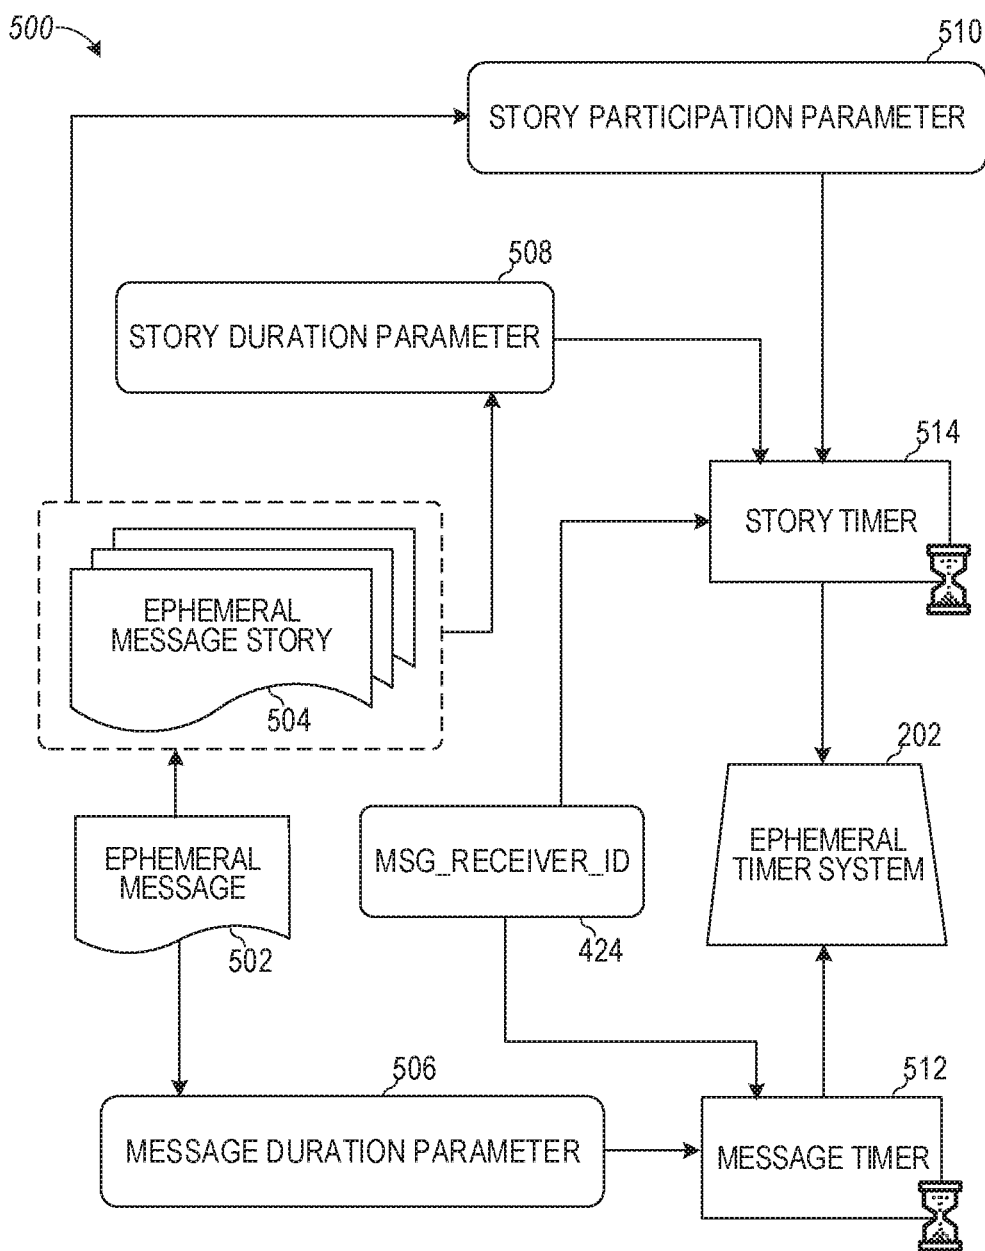 500
510
STORY PARTICIPATION PARAMETER
508
STORY DURATION PARAMETER
514
STORY TIMER
EPHEMERAL
MESSAGE STORY
504
202
EPHEMERAL
TIMER SYSTEM
EPHEMERAL
MESSAGE
502
MSG_RECEIVER_ID
424
506
MESSAGE DURATION PARAMETER
512
MESSAGE TIMER